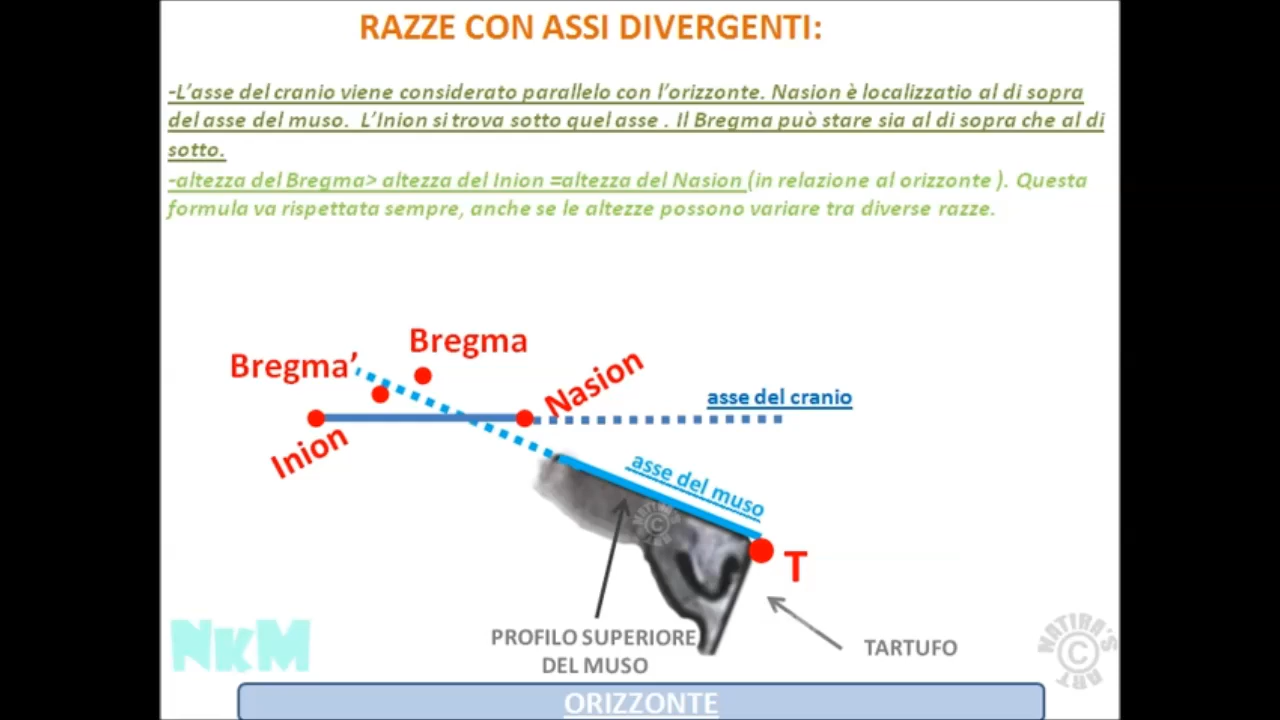 RAZZE CON ASSI DIVERGENTI:
-L’asse del cranio viene considerato parallelo con l’orizzonte. Nasion è localizzatio al di sopra
del asse del muso.  L’Inion si trova sotto quel asse . Il Bregma può stare sia al di sopra che al di
sotto.
-altezza del Bregma> altezza del Inion =altezza del Nasion (in relazione al orizzonte ). Questa
formula va rispettata sempre, anche se le altezze possono variare tra diverse razze.
Bregma
Bregma’
Nasion
asse del cranio
Inion
asse del muso
NATIRA'S
©
ART
T
PROFILO SUPERIORE
DEL MUSO
TARTUFO
NKM
NATIRA'S
©
ART
ORIZZONTE